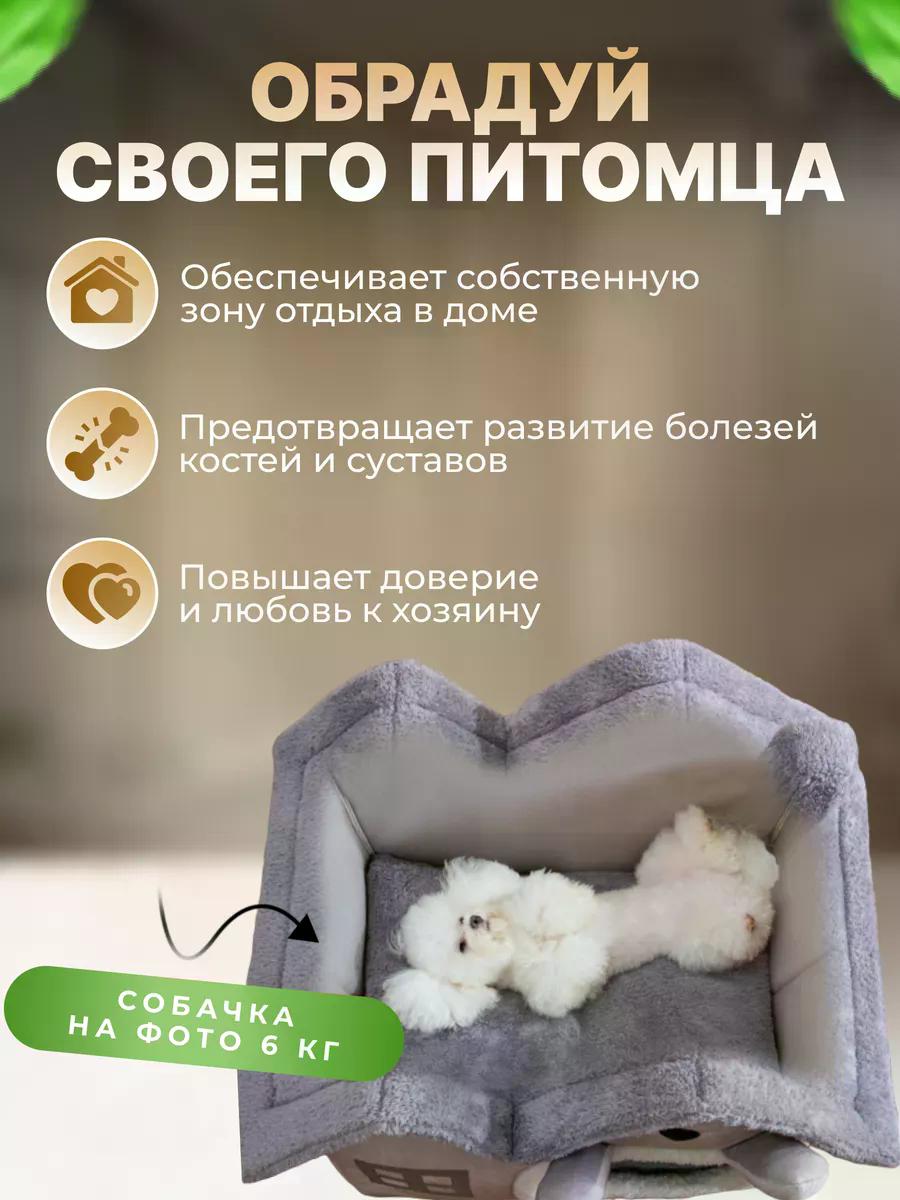 ОБРАДУЙ
СВОЕГО ПИТОМЦА
Обеспечивает собственную
зону отдыха в доме
Предотвращает развитие болезей
костей и суставов
Повышает доверие
и любовь к хозяину
СОБАЧКА
НА ФОТО 6 КГ